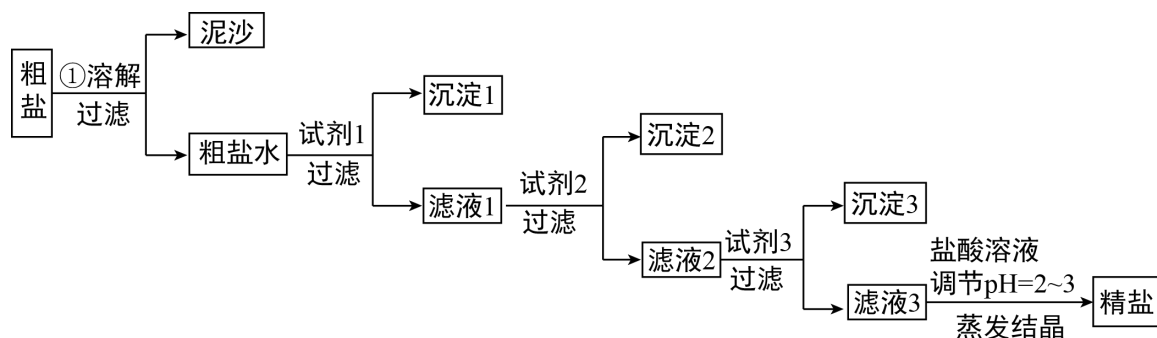 粗盐
①溶解
过滤
泥沙
粗盐水
试剂1
过滤
沉淀1
滤液1
试剂2
过滤
沉淀2
滤液2
试剂3
过滤
沉淀3
滤液3
盐酸溶液
调节pH=2~3
蒸发结晶
精盐